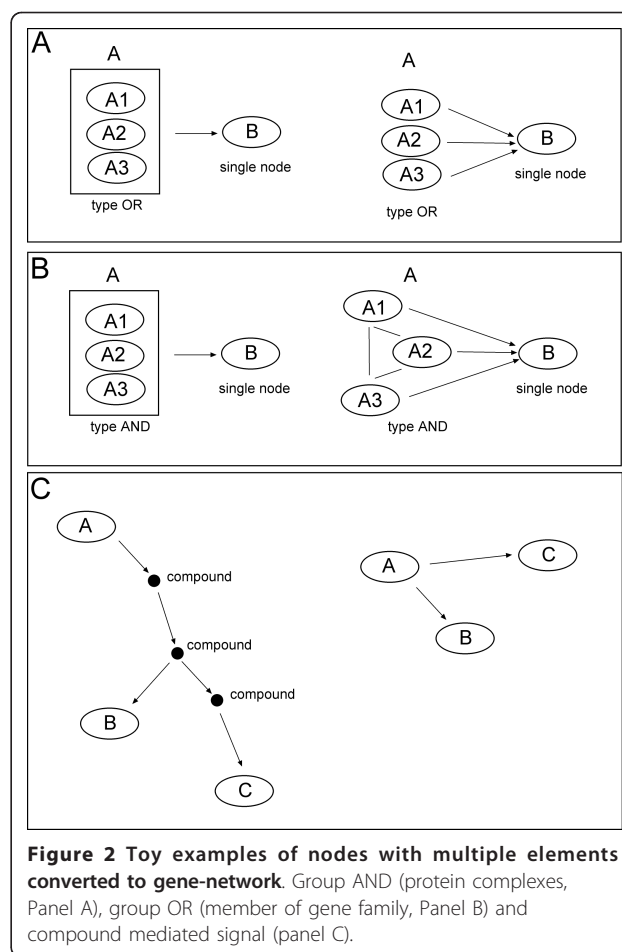 A
A
A1
A2
A3
type OR
B
single node
A
A1
A2
A3
type OR
B
single node
B
A
A1
A2
A3
type AND
B
single node
A
A1
A2
A3
type AND
B
single node
C
A
compound
compound
compound
B
C
A
C
B
Figure 2 Toy examples of nodes with multiple elements
converted to gene-network. Group AND (protein complexes,
Panel A), group OR (member of gene family, Panel B) and
compound mediated signal (panel C).